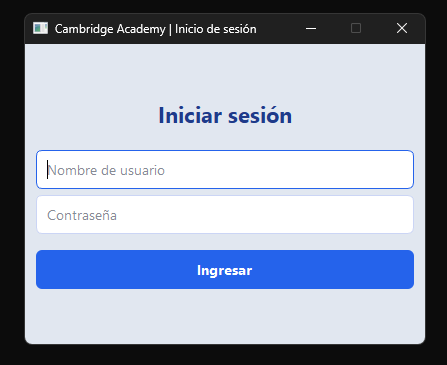 Cambridge Academy | Inicio de sesión
Iniciar sesión
Nombre de usuario
Contraseña
Ingresar